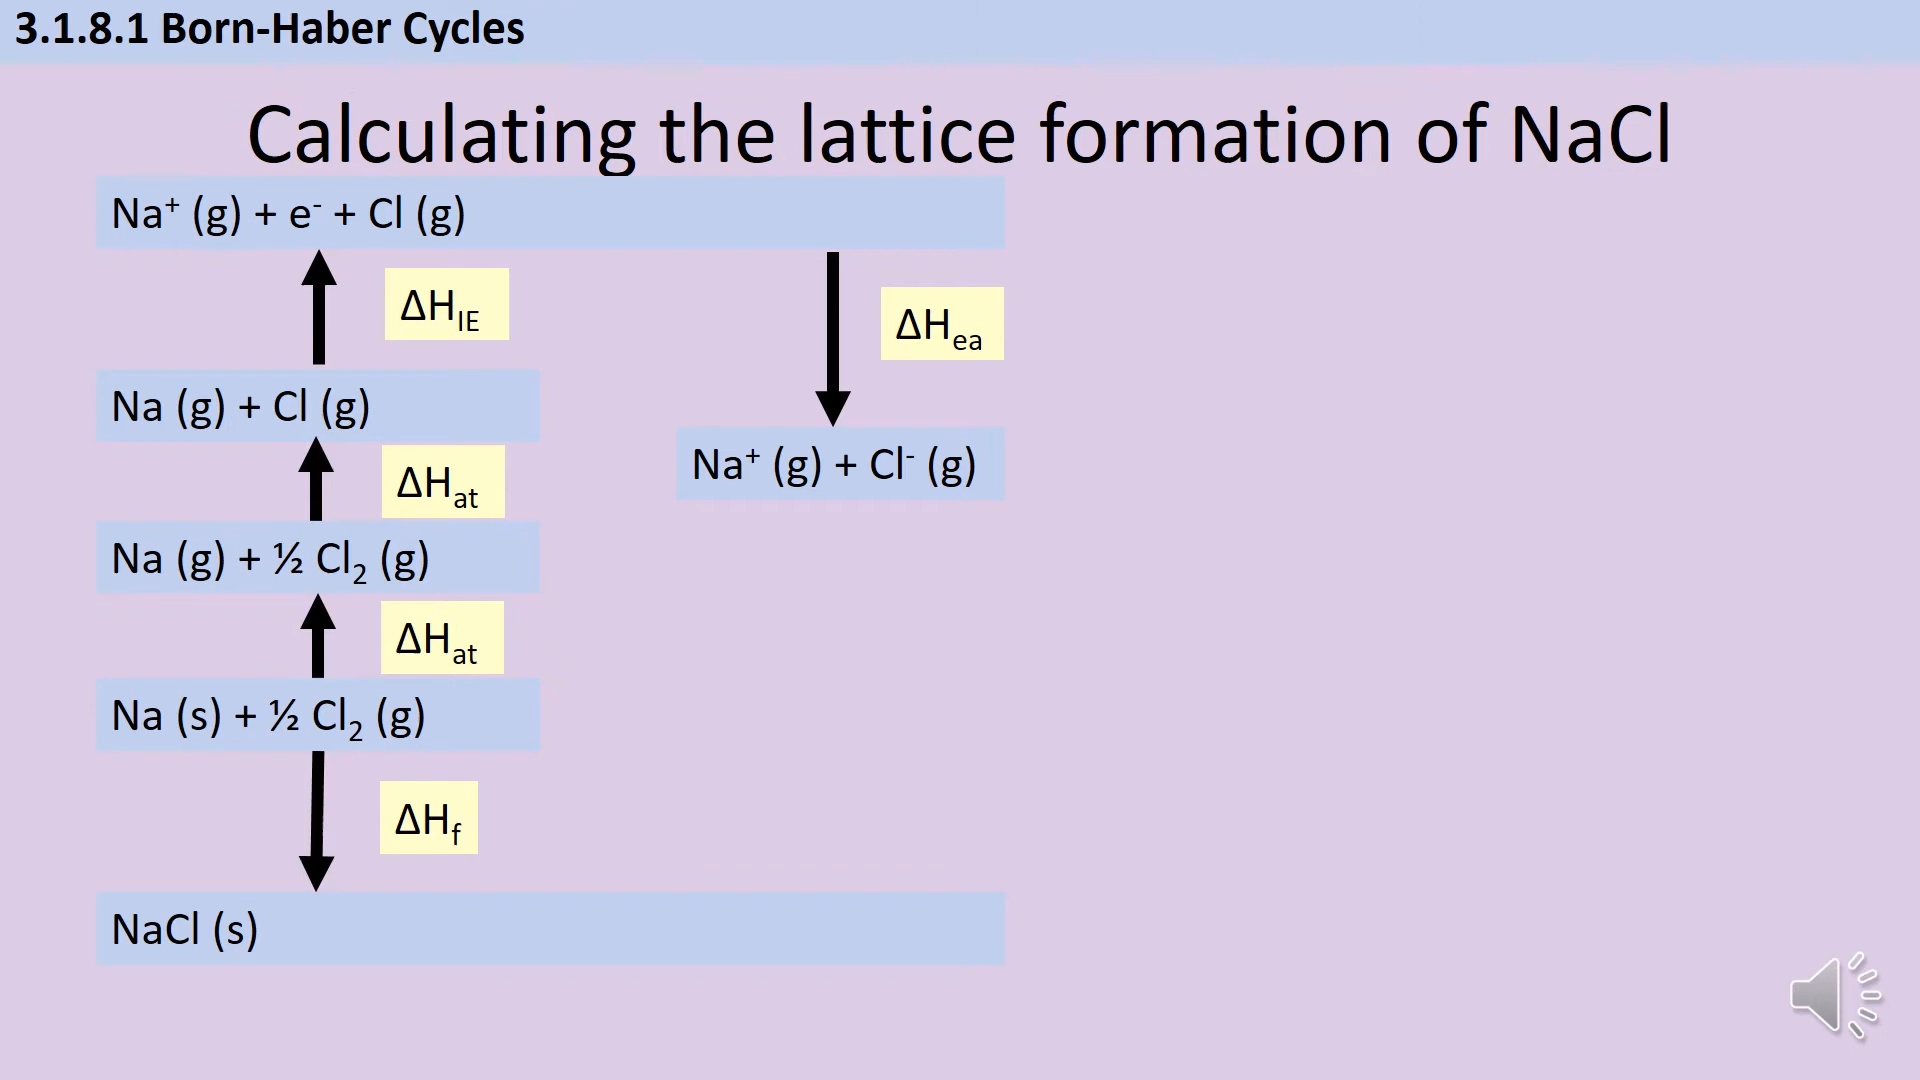 3.1.8.1 Born-Haber Cycles
Calculating the lattice formation of NaCl
Na⁺ (g) + e⁻ + Cl (g)
ΔH_IE
ΔH_ea
Na (g) + Cl (g)
Na⁺ (g) + Cl⁻ (g)
ΔH_at
Na (g) + ½ Cl₂ (g)
ΔH_at
Na (s) + ½ Cl₂ (g)
ΔH_f
NaCl (s)